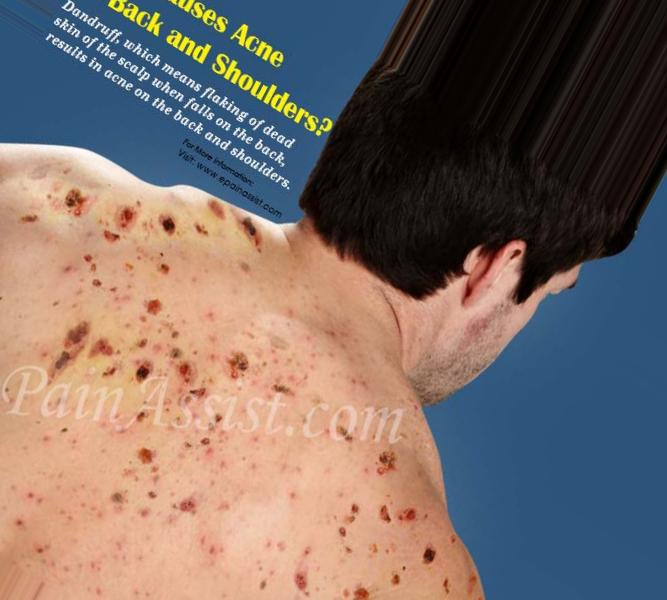 Acne
Back and Shoulders?
Dandruff, which means flaking of dead
skin of the scalp when falls on the back,
results in acne on the back and shoulders.
For More Information:
Visit: www.epainassist.com
PainAssist.com